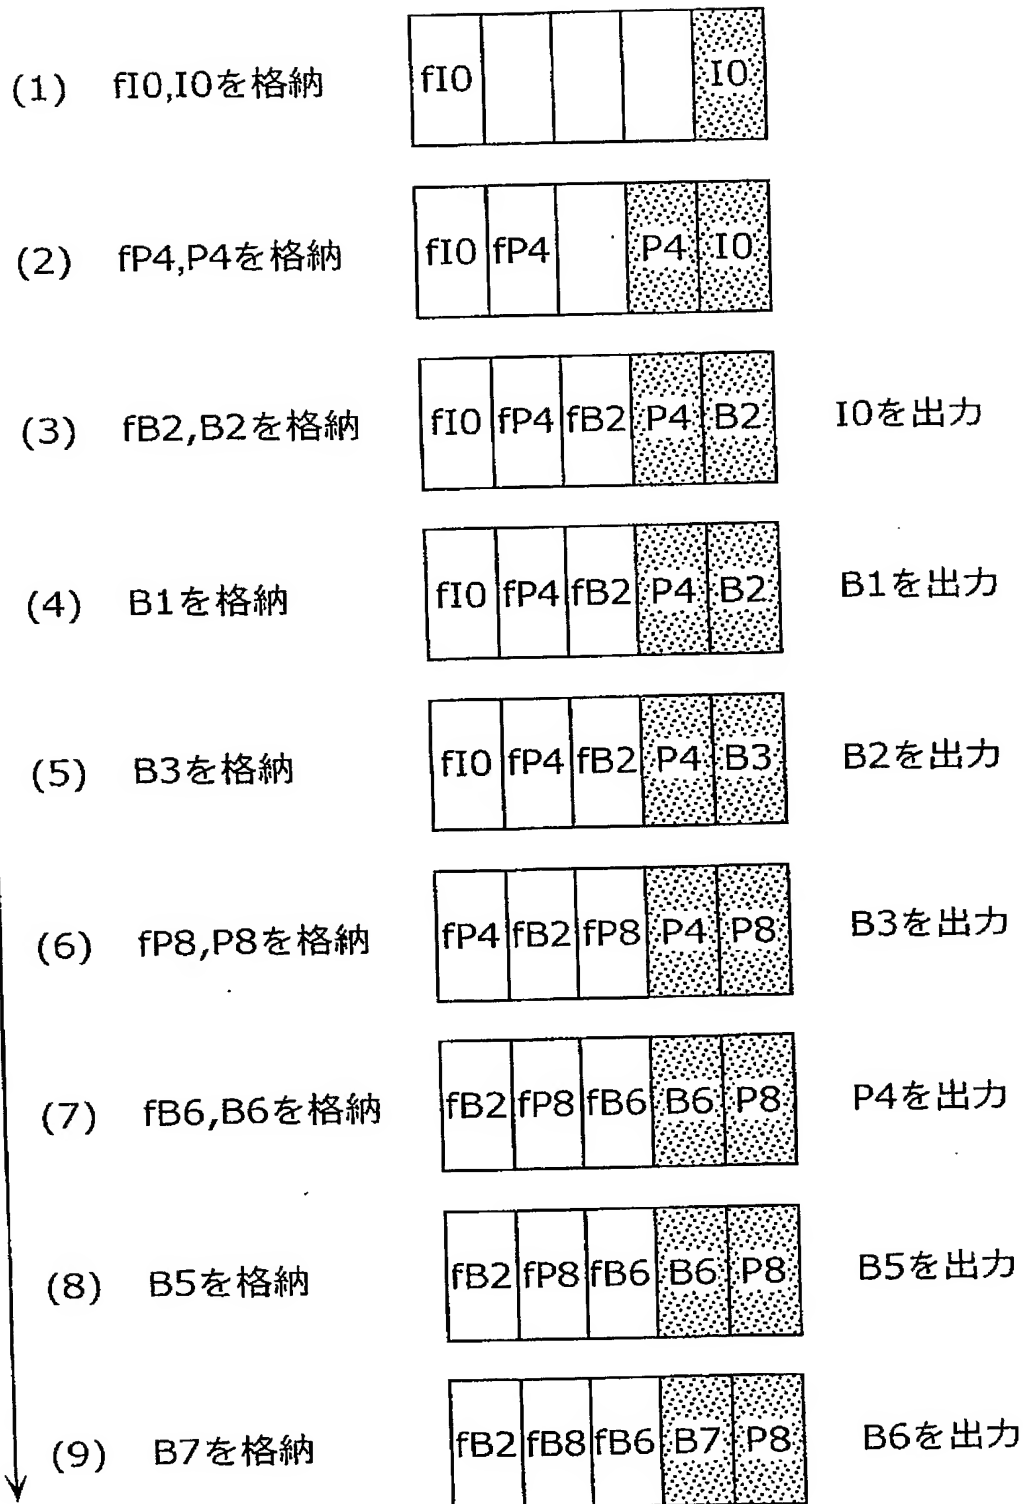 (1) fI0,I0を格納 fI0 I0
(2) fP4,P4を格納 fI0 fP4 P4 I0
(3) fB2,B2を格納 fI0 fP4 fB2 P4 B2 I0を出力
(4) B1を格納 fI0 fP4 fB2 P4 B2 B1を出力
(5) B3を格納 fI0 fP4 fB2 P4 B3 B2を出力
(6) fP8,P8を格納 fP4 fB2 fP8 P4 P8 B3を出力
(7) fB6,B6を格納 fB2 fP8 fB6 B6 P8 P4を出力
(8) B5を格納 fB2 fP8 fB6 B6 P8 B5を出力
(9) B7を格納 fB2 fB8 fB6 B7 P8 B6を出力